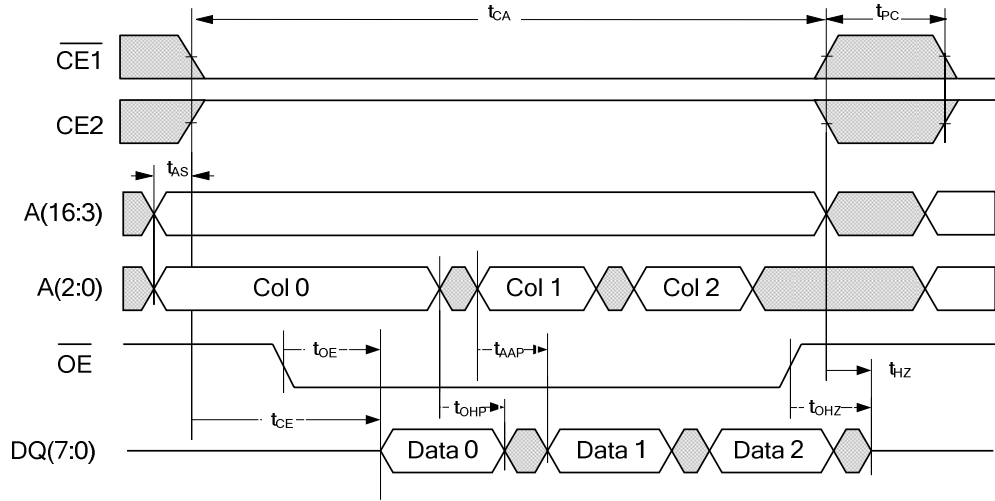 tCA
tPC
CE1
CE2
tAS
A(16:3)
A(2:0)
Col 0
Col 1
Col 2
OE
tOE
tAAP
tHZ
tCE
tOHP
tOHZ
DQ(7:0)
Data 0
Data 1
Data 2